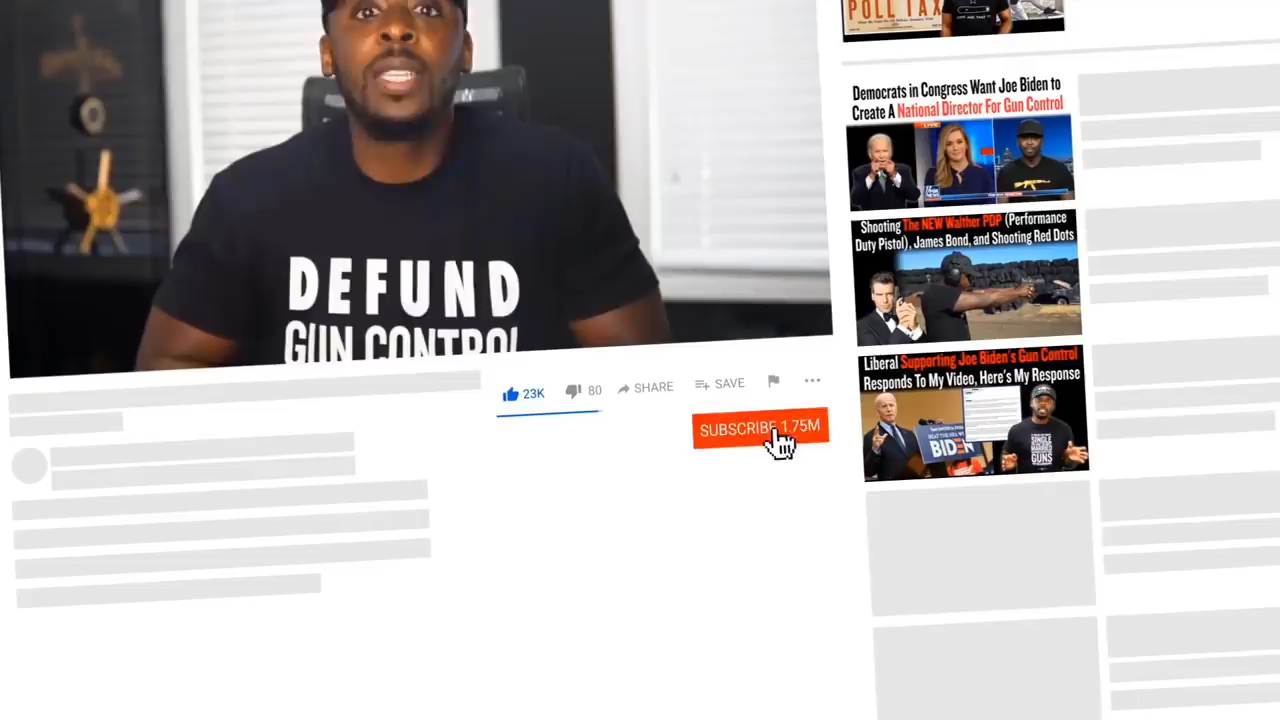 DEFUND
GUN CONTROL
23K
80
SHARE
SAVE
SUBSCRIBE 1.75M
POLL TAX
Democrats in Congress Want Joe Biden to
Create A National Director For Gun Control
Shooting The NEW Walther PDP (Performance
Duty Pistol), James Bond, and Shooting Red Dots
Liberal Supporting Joe Biden's Gun Control
Responds To My Video, Here's My Response
BIDEN
SINGLE
MARRIED
GUNS